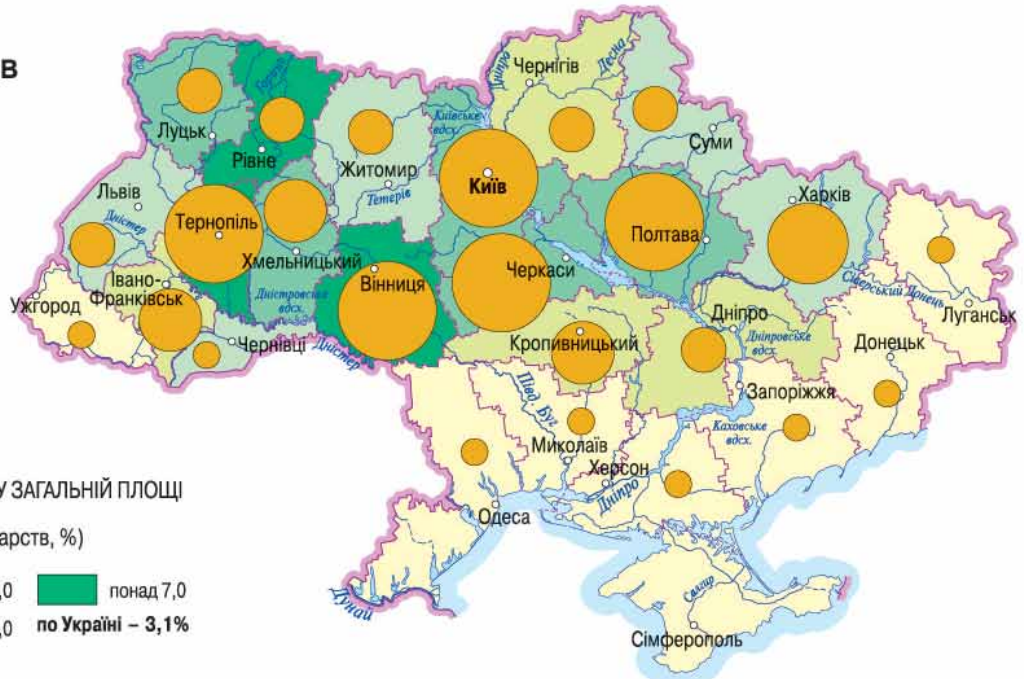 В
Чернігів
Дніпро
Десна
Київське
вдсх.
Луцьк
Рівне
Житомир
Тетерів
Київ
Суми
Львів
Дністер
Тернопіль
Хмельницький
Полтава
Харків
Івано-
Франківськ
Дністровське
вдсх.
Вінниця
Черкаси
Сіверський Донець
Ужгород
Чернівці
Дністер
Кропивницький
Дніпро
Дніпровське
вдсх.
Луганськ
Донецьк
Півд. Буг
Запоріжжя
Каховське
вдсх.
Миколаїв
Херсон
Дніпро
Одеса
Дунай
Салгир
Сімферополь
У ЗАГАЛЬНІЙ ПЛОЩІ
арств, %)
,0 понад 7,0
,0 по Україні – 3,1%